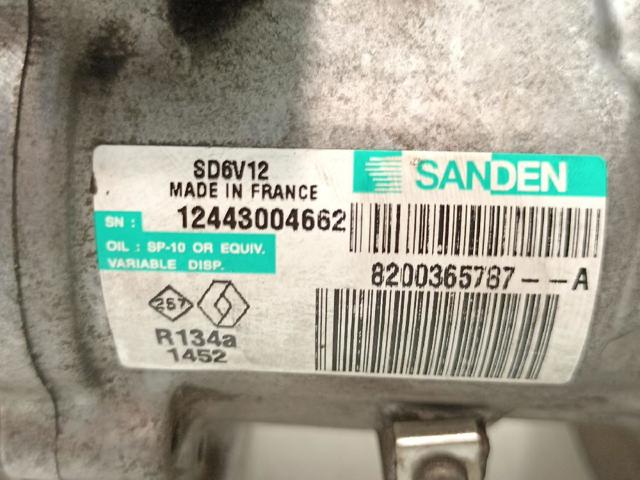 SD6V12
MADE IN FRANCE
SANDEN
SN : 12443004662
OIL : SP-10 OR EQUIV.
VARIABLE DISP.
8200365787--A
257
R134a
1452